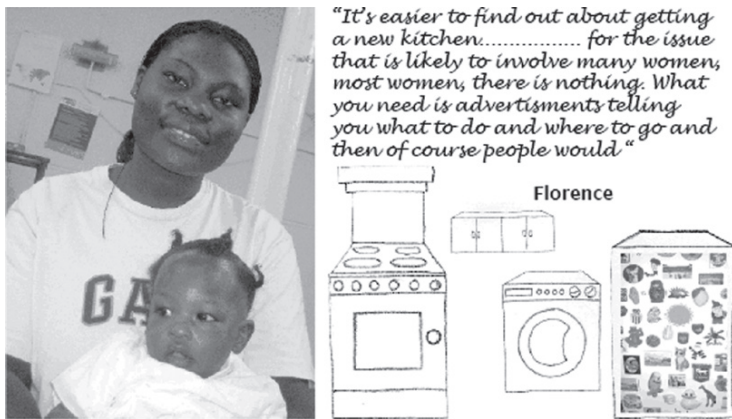 "It's easier to find out about getting
a new kitchen................. for the issue
that is likely to involve many women,
most women, there is nothing. What
you need is advertisments telling
you what to do and where to go and
then of course people would "
Florence
GA